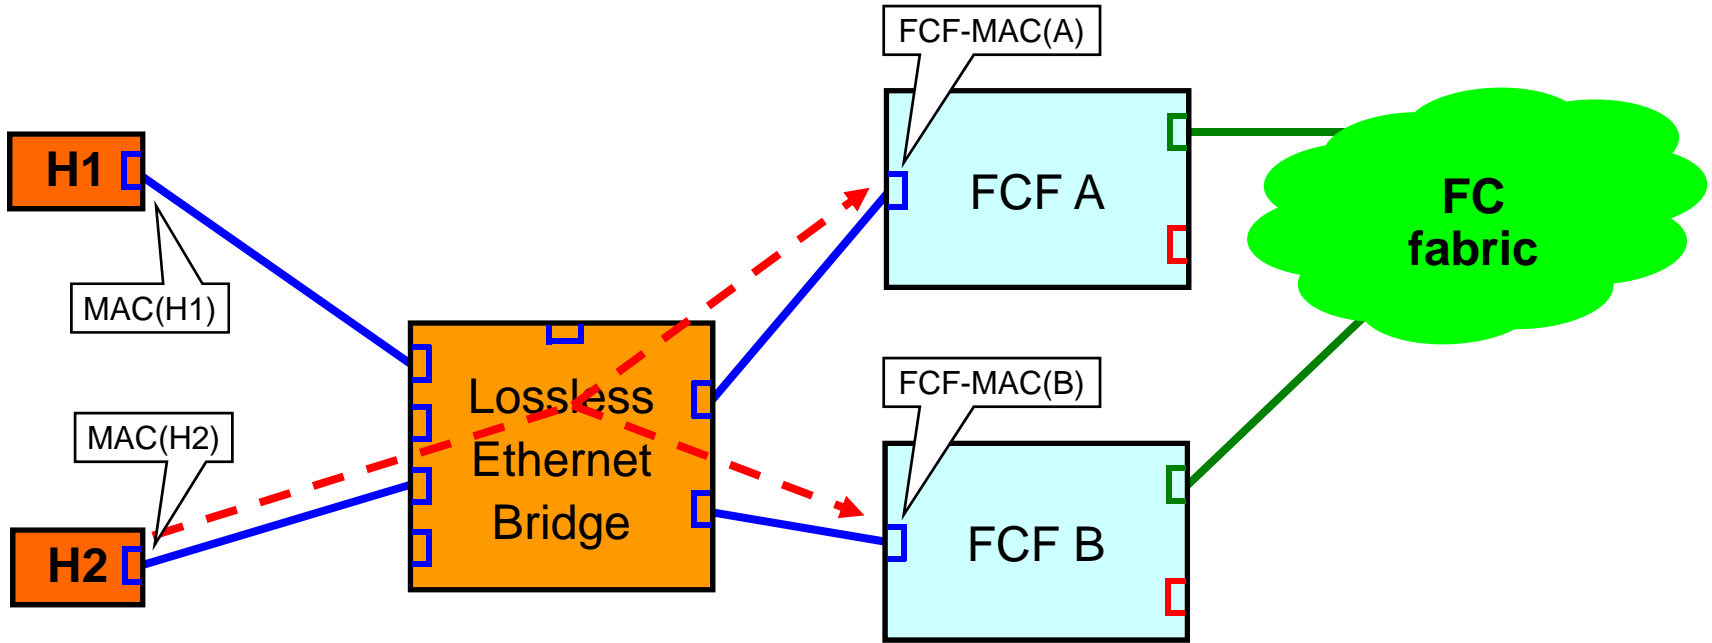 FCF-MAC(A)
H1
FCF A
FC
fabric
MAC(H1)
Lossless
Ethernet
Bridge
FCF-MAC(B)
MAC(H2)
H2
FCF B